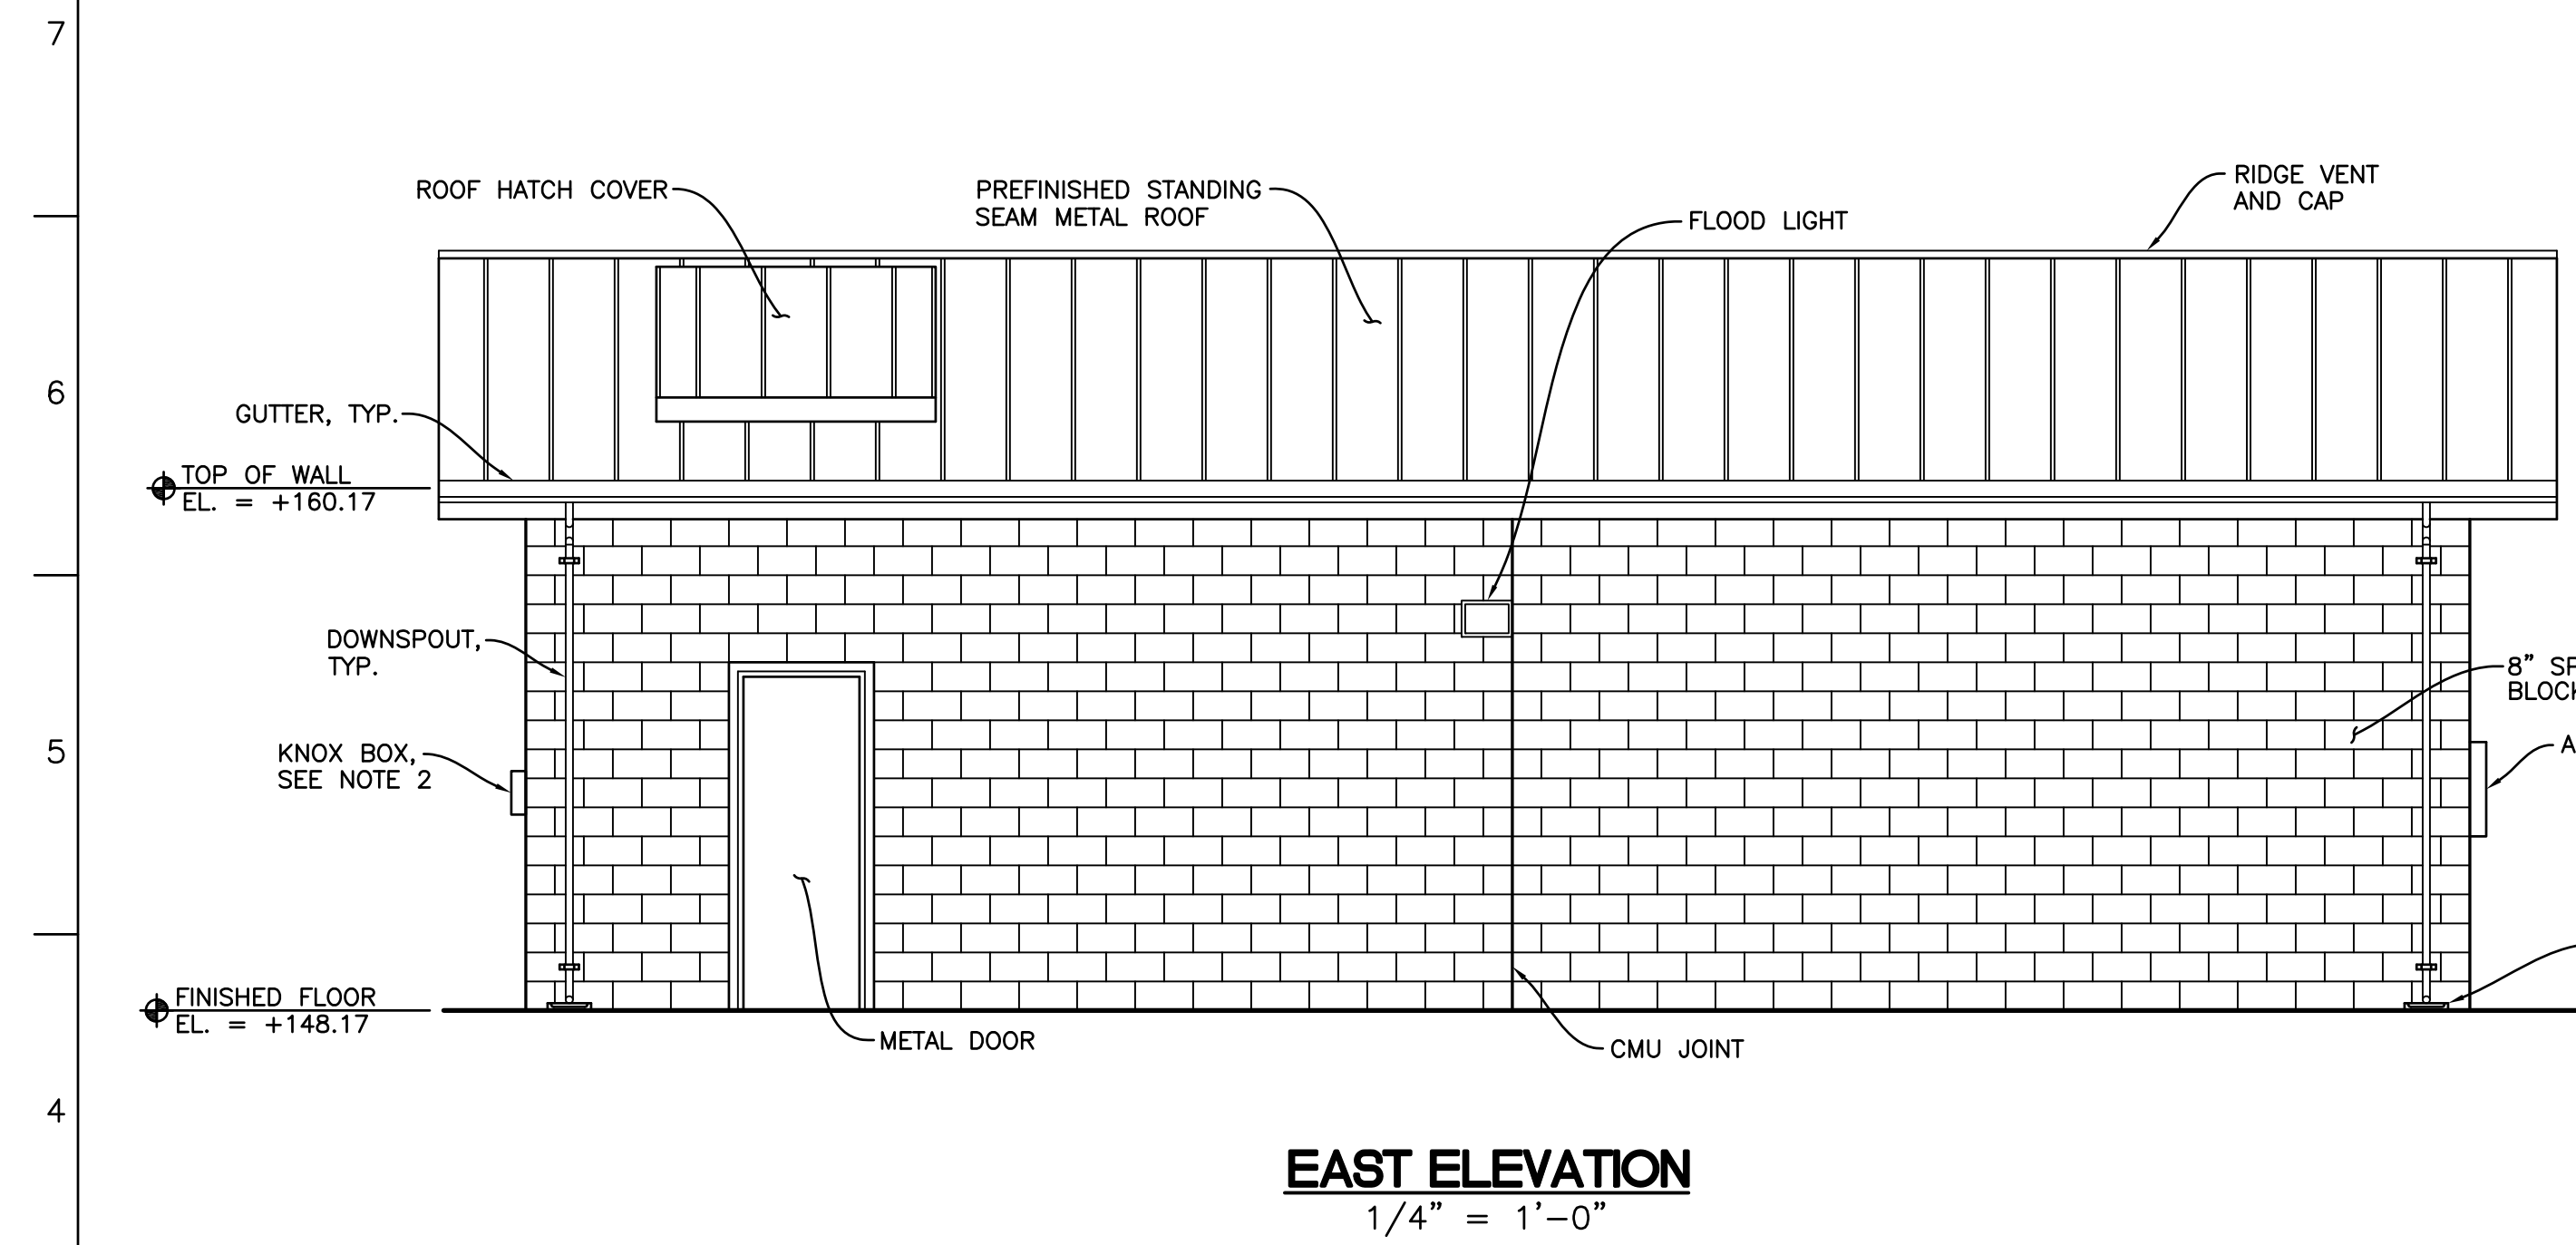 7
ROOF HATCH COVER
PREFINISHED STANDING
SEAM METAL ROOF
FLOOD LIGHT
RIDGE VENT
AND CAP
6
GUTTER, TYP.
TOP OF WALL
EL. = +160.17
DOWNSPOUT,
TYP.
8"
5
KNOX BOX,
SEE NOTE 2
FINISHED FLOOR
EL. = +148.17
METAL DOOR
CMU JOINT
4
EAST ELEVATION
1/4" = 1'-0"